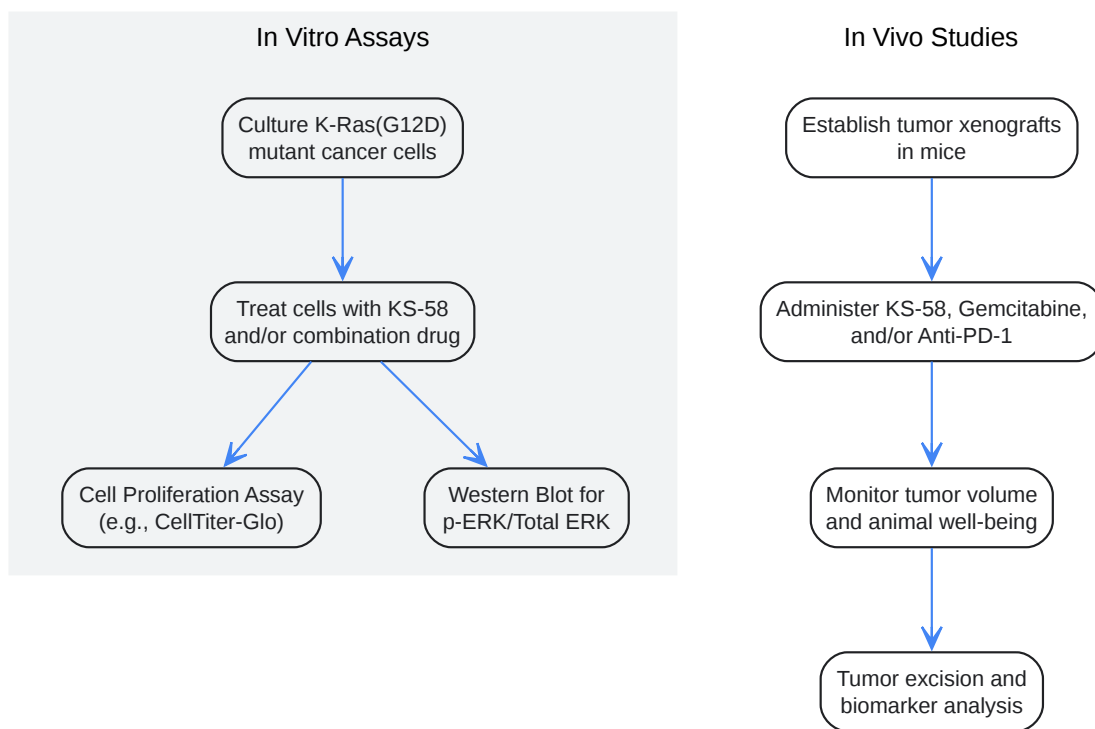 In Vitro Assays
Culture K-Ras(G12D)
mutant cancer cells
Treat cells with KS-58
and/or combination drug
Cell Proliferation Assay
(e.g., CellTiter-Glo)
Western Blot for
p-ERK/Total ERK
In Vivo Studies
Establish tumor xenografts
in mice
Administer KS-58, Gemcitabine,
and/or Anti-PD-1
Monitor tumor volume
and animal well-being
Tumor excision and
biomarker analysis